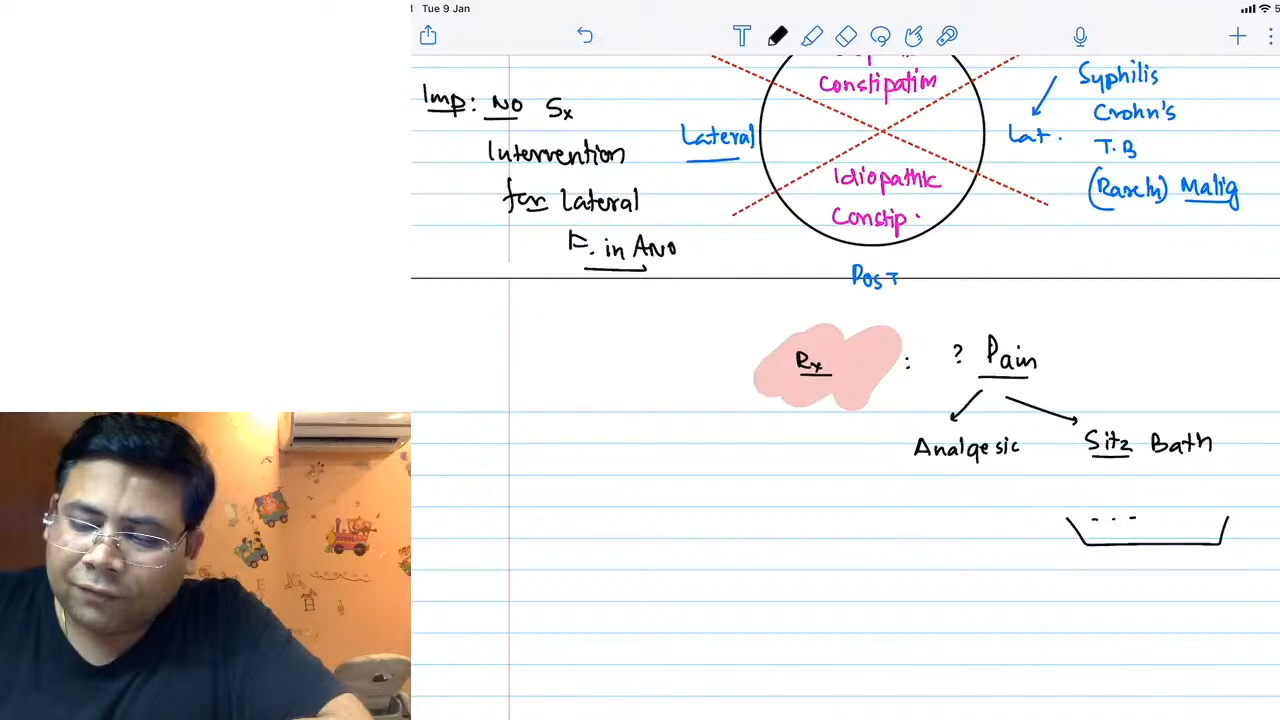 Tue 9 Jan
Constipatim
Idiopathic
Constip.
Imp: NO Sx
Intervention
for Lateral
F. in ANO
Lateral
Lat.
Syphilis
Crohn's
T.B
(Rarely) Malig
Post
Rx : ? Pain
Analgesic
Sitz Bath